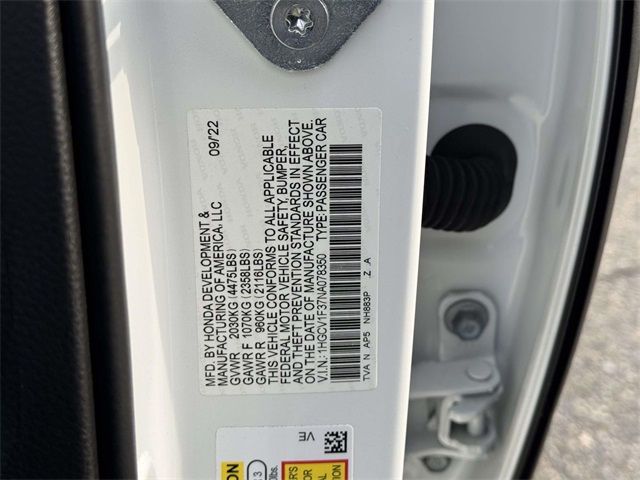 MFD. BY HONDA DEVELOPMENT & 09/22
MANUFACTURING OF AMERICA, LLC
GVWR 2030KG (4475LBS)
GAWR F 1070KG (2358LBS)
GAWR R 960KG (2116LBS)
THIS VEHICLE CONFORMS TO ALL APPLICABLE
FEDERAL MOTOR VEHICLE SAFETY, BUMPER,
AND THEFT PREVENTION STANDARDS IN EFFECT
ON THE DATE OF MANUFACTURE SHOWN ABOVE.
V.I.N.: 1HGCV1F37NA078350 TYPE:PASSENGER CAR
TVA N AP5 NH883P Z A
VE